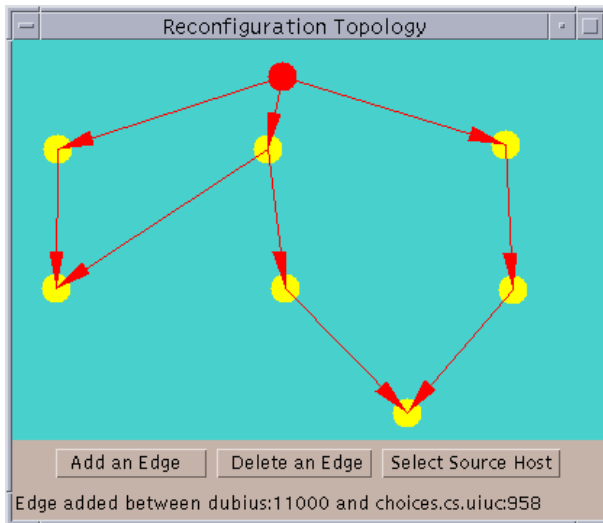 Reconfiguration Topology
Add an Edge Delete an Edge Select Source Host
Edge added between dubius:11000 and choices.cs.uiuc:958